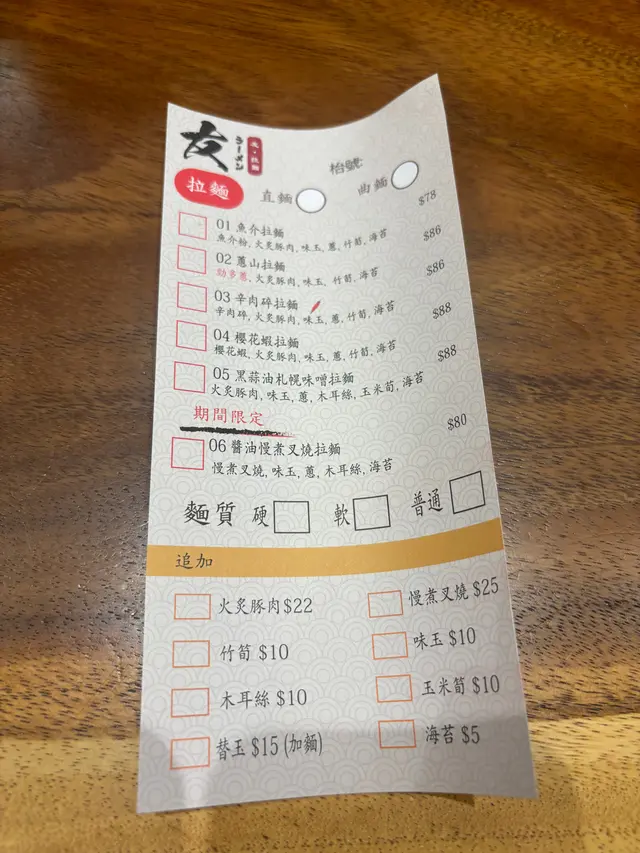 友
ラーメン
拉麵
直麵
曲麵
枱號:
01 魚介拉麵 $78
魚介粉, 火炙豚肉, 味玉, 蔥, 竹筍, 海苔
02 蔥山拉麵 $86
勁多蔥, 火炙豚肉, 味玉, 竹筍, 海苔
03 辛肉碎拉麵 $86
辛肉碎, 火炙豚肉, 味玉, 蔥, 竹筍, 海苔
04 櫻花蝦拉麵 $88
櫻花蝦, 火炙豚肉, 味玉, 蔥, 竹筍, 海苔
05 黑蒜油札幌味噌拉麵 $88
火炙豚肉, 味玉, 蔥, 木耳絲, 玉米筍, 海苔
期間限定
06 醬油慢煮叉燒拉麵 $80
慢煮叉燒, 味玉, 蔥, 木耳絲, 海苔
麵質 硬 軟 普通
追加
火炙豚肉 $22
慢煮叉燒 $25
竹筍 $10
味玉 $10
木耳絲 $10
玉米筍 $10
替玉 $15 (加麵)
海苔 $5